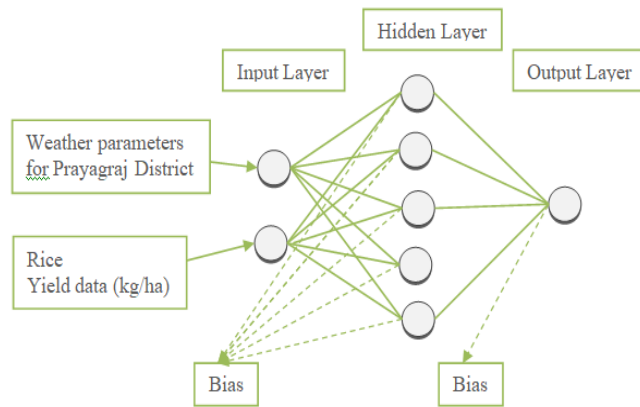 Hidden Layer
Input Layer
Output Layer
Weather parameters
for Prayagraj District
Rice
Yield data (kg/ha)
Bias
Bias